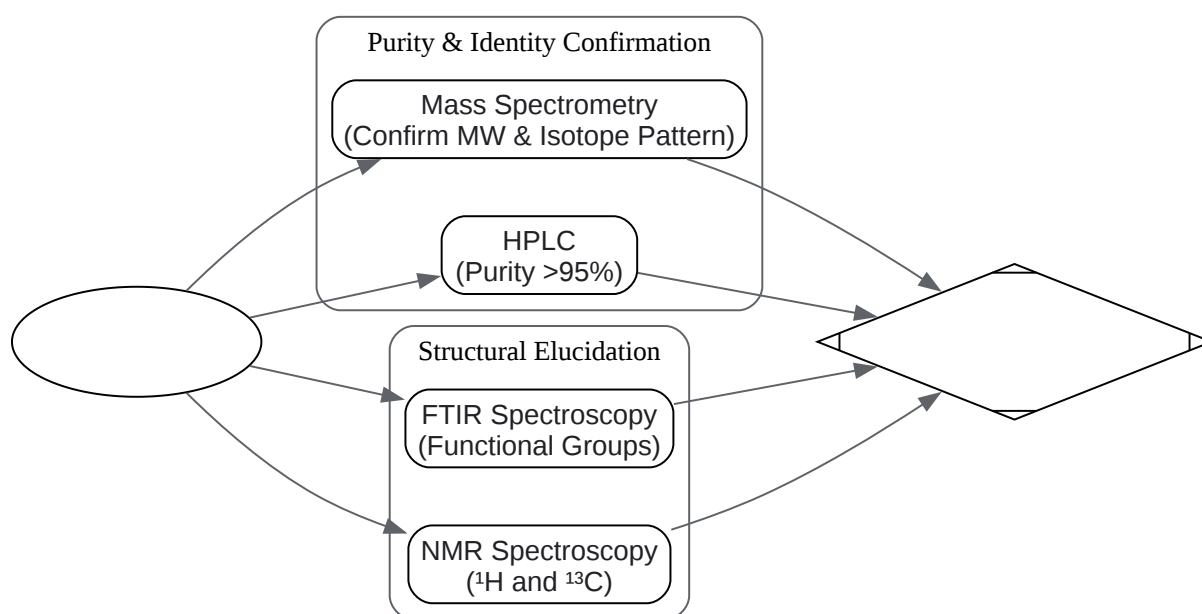 Purity & Identity Confirmation
Mass Spectrometry
(Confirm MW & Isotope Pattern)
HPLC
(Purity >95%)
Structural Elucidation
FTIR Spectroscopy
(Functional Groups)
NMR Spectroscopy
(¹H and ¹³C)